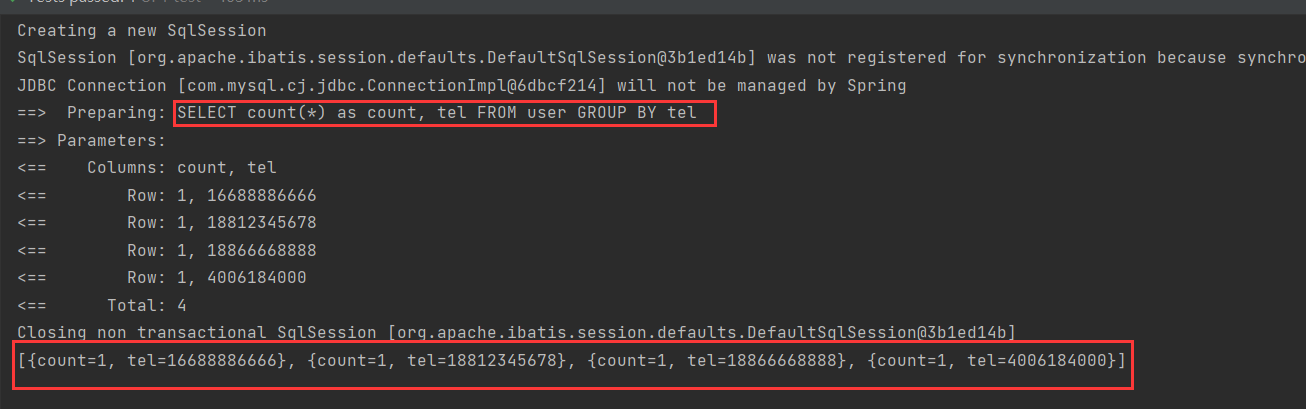 Creating a new SqlSession
SqlSession [org.apache.ibatis.session.defaults.DefaultSqlSession@3b1ed14b] was not registered for synchronization because synchro
JDBC Connection [com.mysql.cj.jdbc.ConnectionImpl@6dbcf214] will not be managed by Spring
==>  Preparing: SELECT count(*) as count, tel FROM user GROUP BY tel
==> Parameters:
<==    Columns: count, tel
<==        Row: 1, 16688886666
<==        Row: 1, 18812345678
<==        Row: 1, 18866668888
<==        Row: 1, 4006184000
<==      Total: 4
Closing non transactional SqlSession [org.apache.ibatis.session.defaults.DefaultSqlSession@3b1ed14b]
[{count=1, tel=16688886666}, {count=1, tel=18812345678}, {count=1, tel=18866668888}, {count=1, tel=4006184000}]